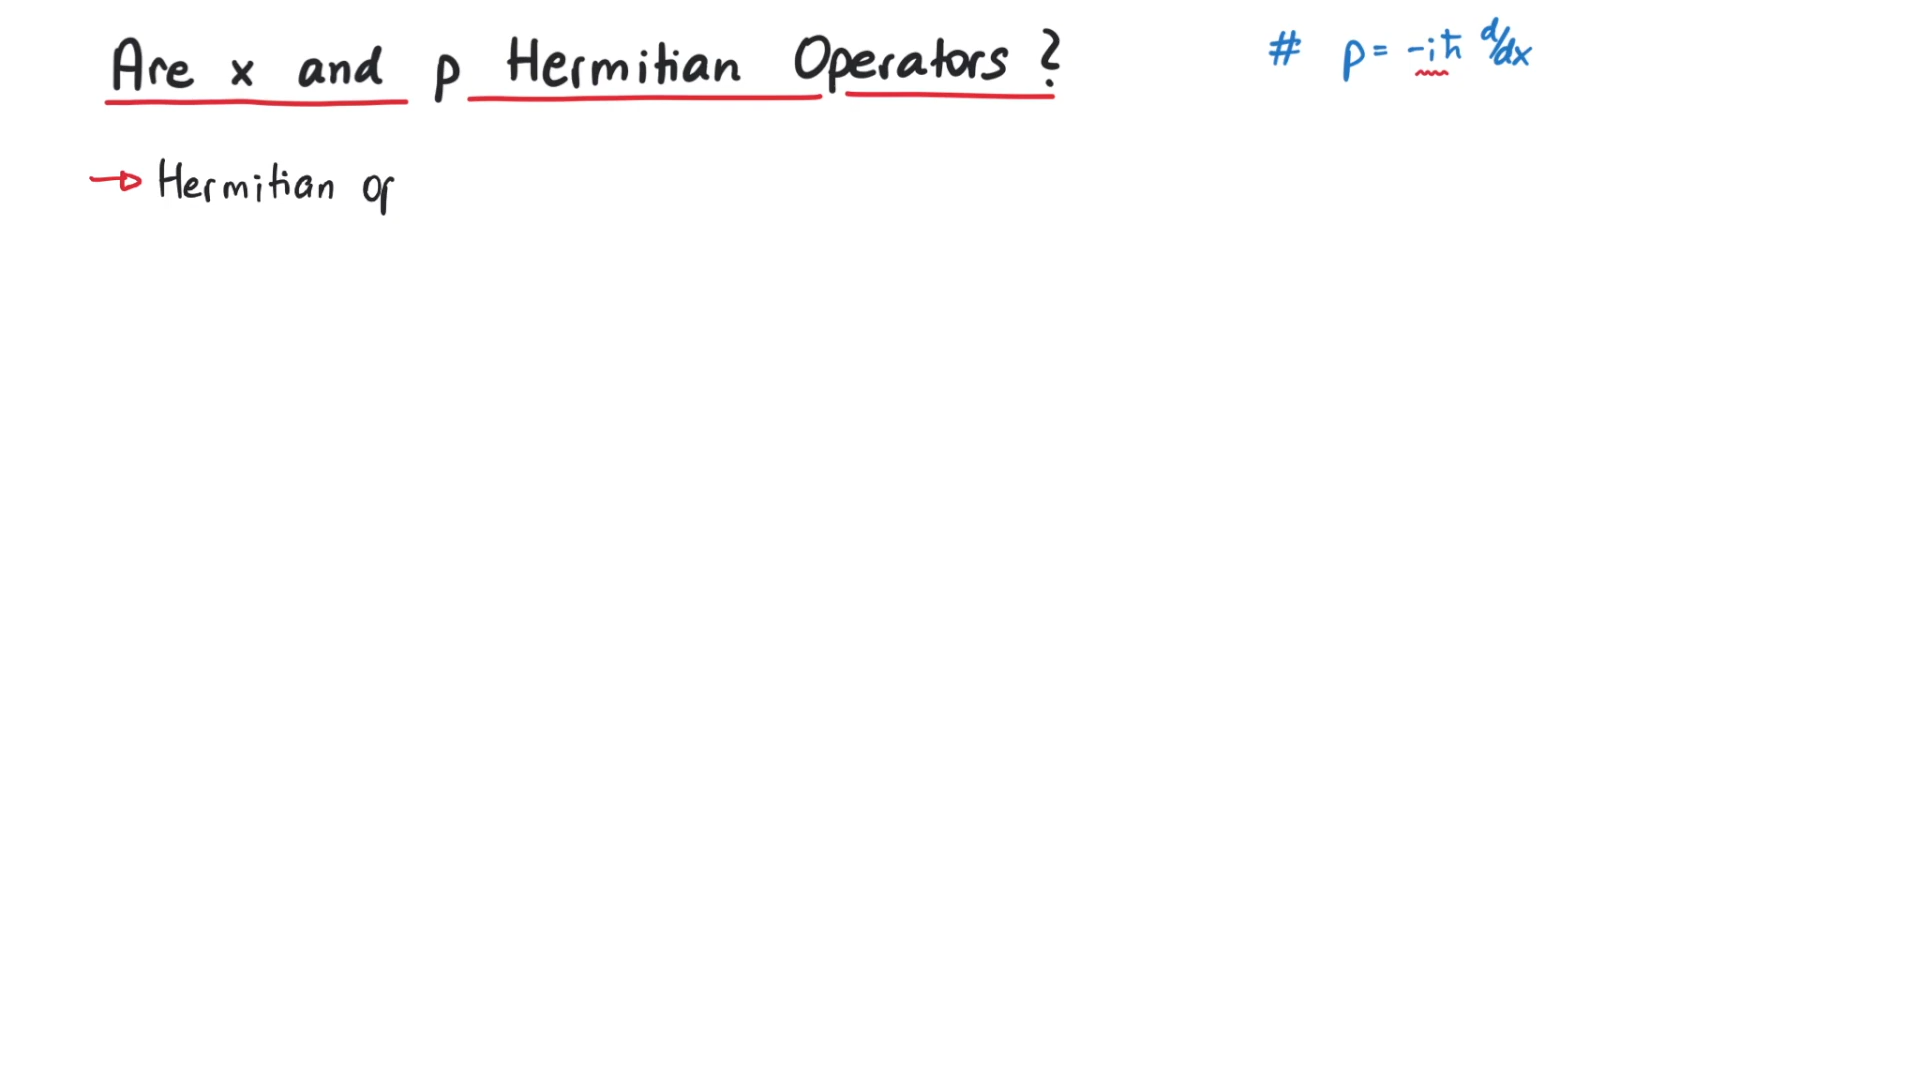 Are x and p Hermitian Operators ?
# p = -iħ d/dx
Hermitian op